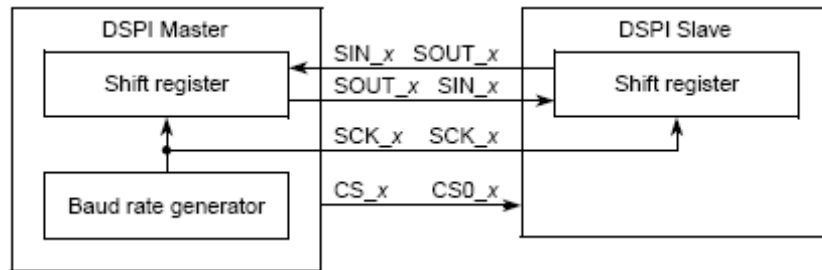 DSPI Master
DSPI Slave
SIN_x SOUT_x
Shift register
Shift register
SOUT_x SIN_x
SCK_x SCK_x
Baud rate generator
CS_x CS0_x